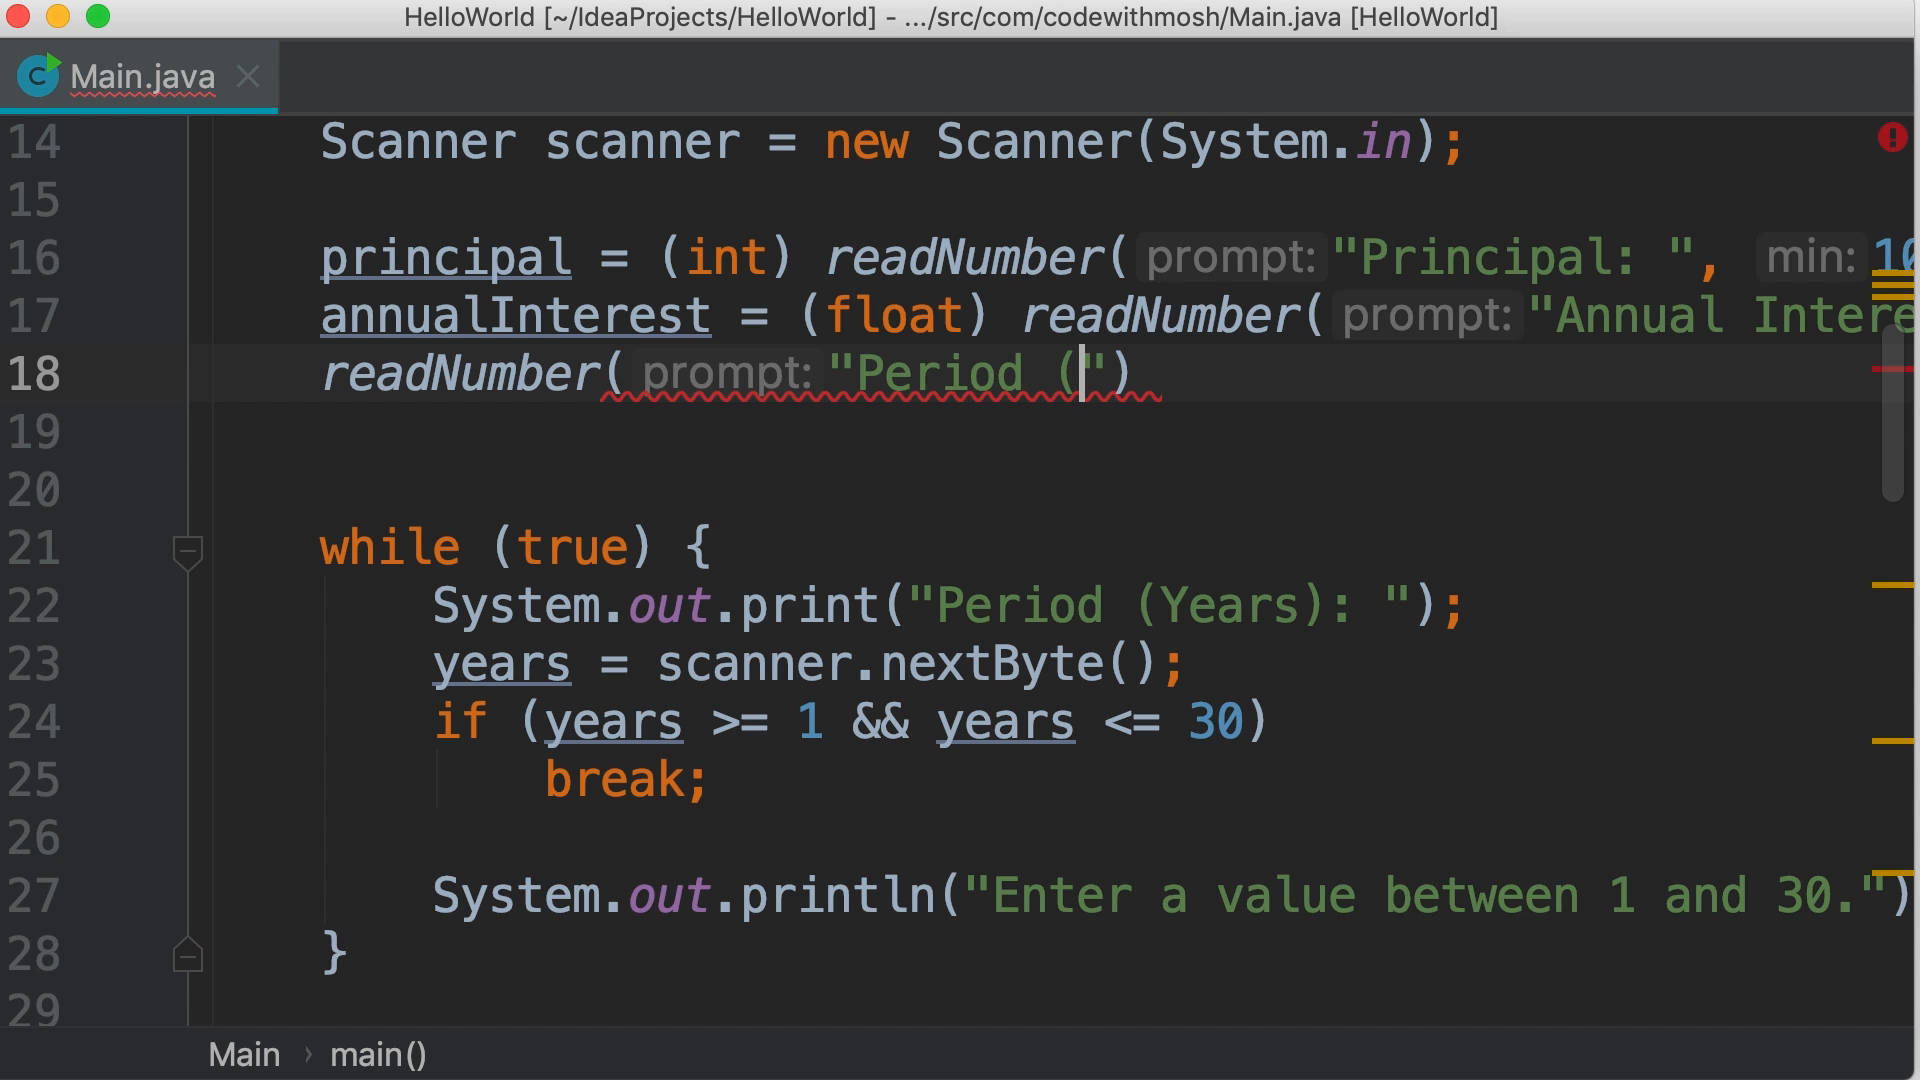 HelloWorld [~/IdeaProjects/HelloWorld] - .../src/com/codewithmosh/Main.java [HelloWorld]
C Main.java
14 Scanner scanner = new Scanner(System.in);
15
16 principal = (int) readNumber( prompt: "Principal: ", min: 10
17 annualInterest = (float) readNumber( prompt: "Annual Intere
18 readNumber( prompt: "Period (")
19
20
21 while (true) {
22 System.out.print("Period (Years): ");
23 years = scanner.nextByte();
24 if (years >= 1 && years <= 30)
25 break;
26
27 System.out.println("Enter a value between 1 and 30.")
28 }
29
Main › main()